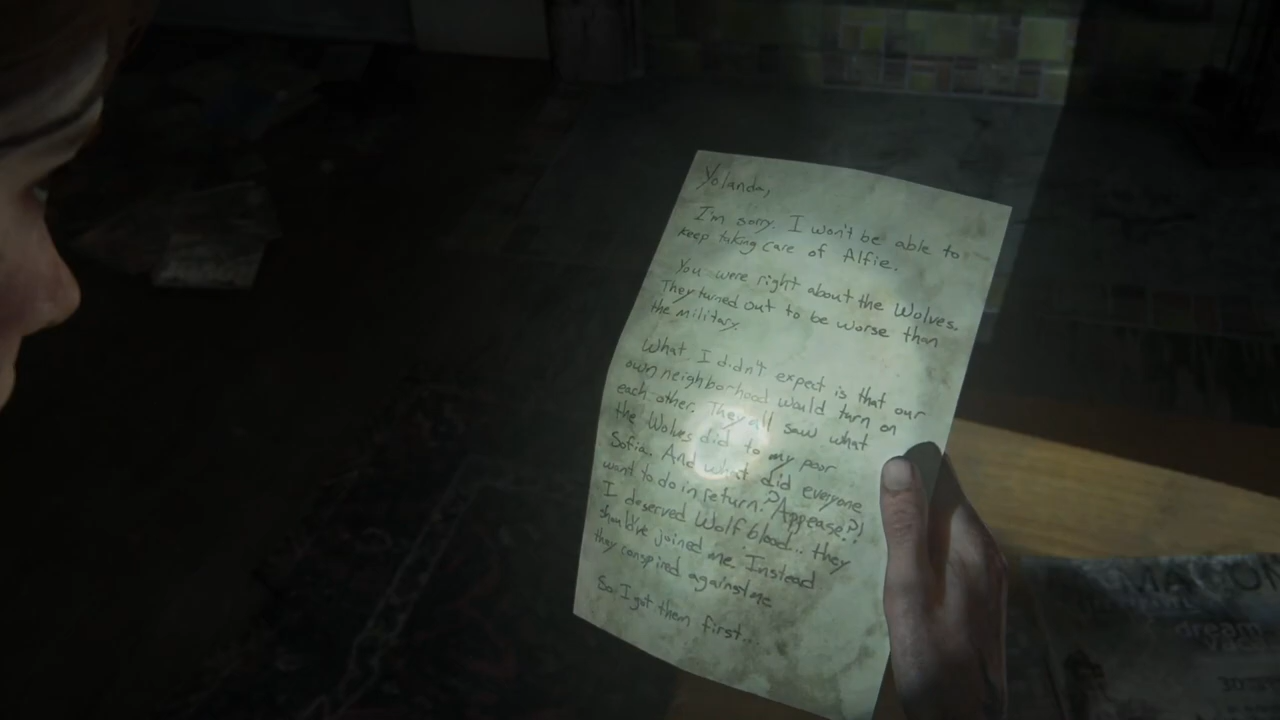 Yolanda,
I'm sorry. I won't be able to
keep taking care of Alfie.
You were right about the Wolves.
They turned out to be worse than
the military.
What I didn't expect is that our
own neighborhood would turn on
each other. They all saw what
the Wolves did to my poor
Sofia. And what did everyone
want to do in return? Appease?!
I deserved Wolf blood... they
should've joined me. Instead
they conspired against me
So I got them first...
dream